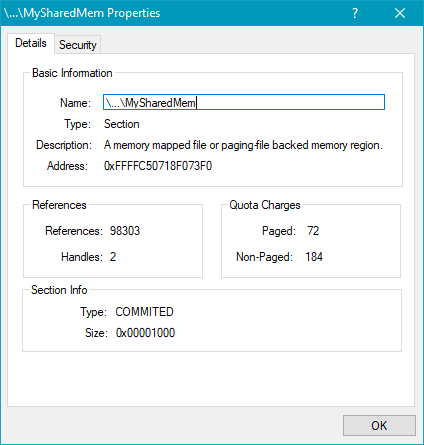 \...\MySharedMem Properties
?
Details Security
Basic Information
Name: \...\MySharedMem
Type: Section
Description: A memory mapped file or paging-file backed memory region.
Address: 0xFFFFC50718F073F0
References
References: 98303
Handles: 2
Quota Charges
Paged: 72
Non-Paged: 184
Section Info
Type: COMMITED
Size: 0x00001000
OK